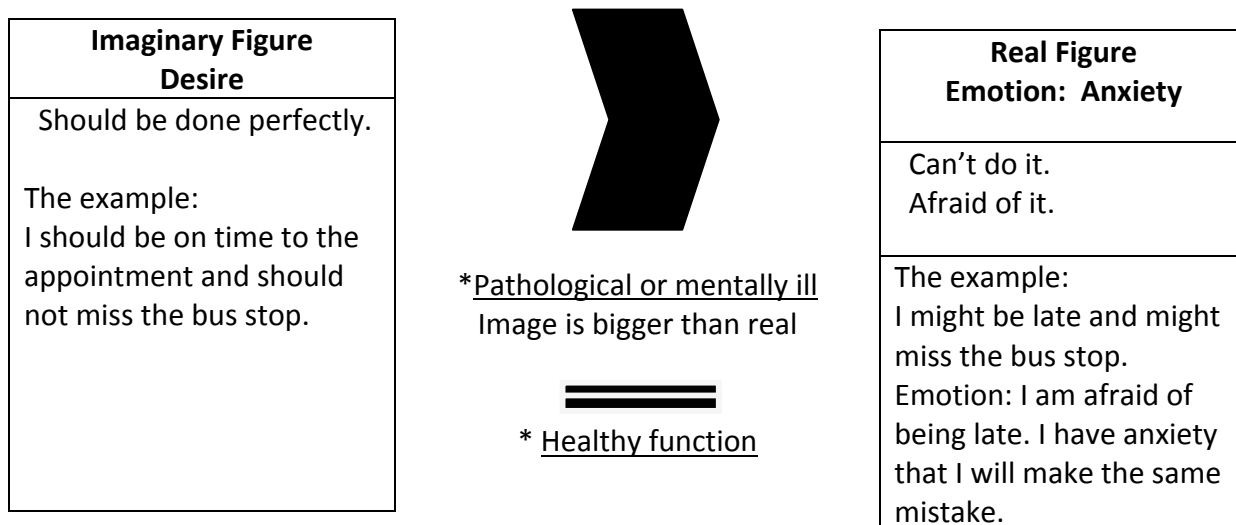 Imaginary Figure
Desire
Should be done perfectly.
The example:
I should be on time to the
appointment and should
not miss the bus stop.
*Pathological or mentally ill
Image is bigger than real
* Healthy function
Real Figure
Emotion: Anxiety
Can’t do it.
Afraid of it.
The example:
I might be late and might
miss the bus stop.
Emotion: I am afraid of
being late. I have anxiety
that I will make the same
mistake.